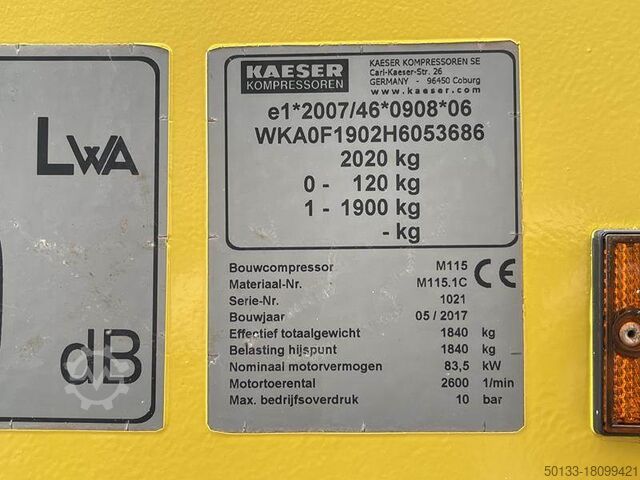 LWA
dB
KAESER
KOMPRESSOREN
KAESER KOMPRESSOREN SE
Carl-Kaeser-Str. 26
GERMANY - 96450 Coburg
www.kaeser.com
e1*2007/46*0908*06
WKA0F1902H6053686
2020 kg
0 - 120 kg
1 - 1900 kg
- kg
Bouwcompressor M115
Materiaal-Nr. M115.1C
Serie-Nr. 1021
Bouwjaar 05 / 2017
Effectief totaalgewicht 1840 kg
Belasting hijspunt 1840 kg
Nominaal motorvermogen 83,5 kW
Motortoerental 2600 1/min
Max. bedrijfsoverdruk 10 bar
CE
50133-18099421